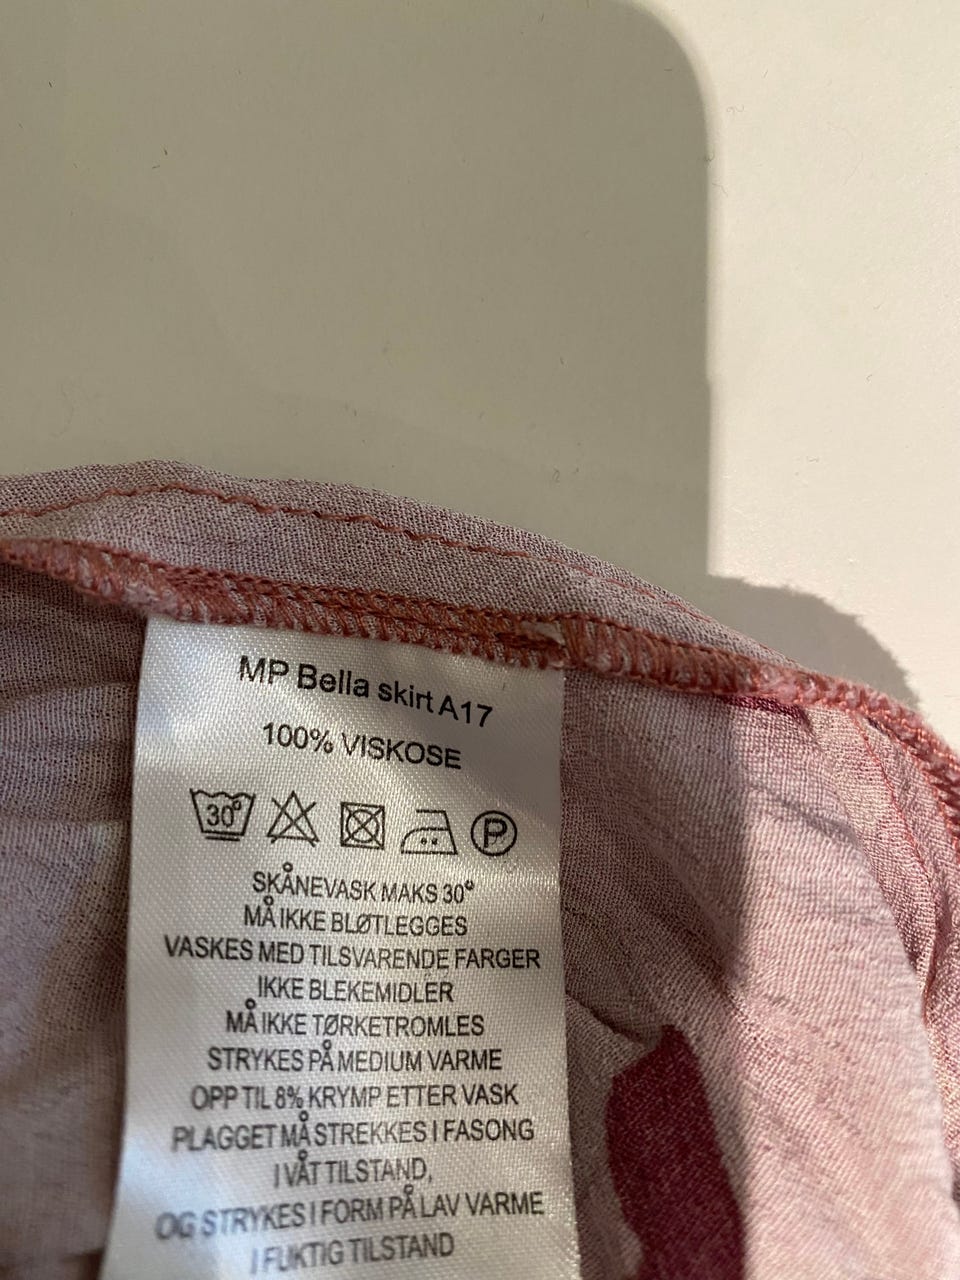 MP Bella skirt A17
100% VISKOSE
30° P
SKÅNEVASK MAKS 30°
MÅ IKKE BLØTLEGGES
VASKES MED TILSVARENDE FARGER
IKKE BLEKEMIDLER
MÅ IKKE TØRKETROMLES
STRYKES PÅ MEDIUM VARME
OPP TIL 8% KRYMP ETTER VASK
PLAGGET MÅ STREKKES I FASONG
I VÅT TILSTAND,
OG STRYKES I FORM PÅ LAV VARME
I FUKTIG TILSTAND